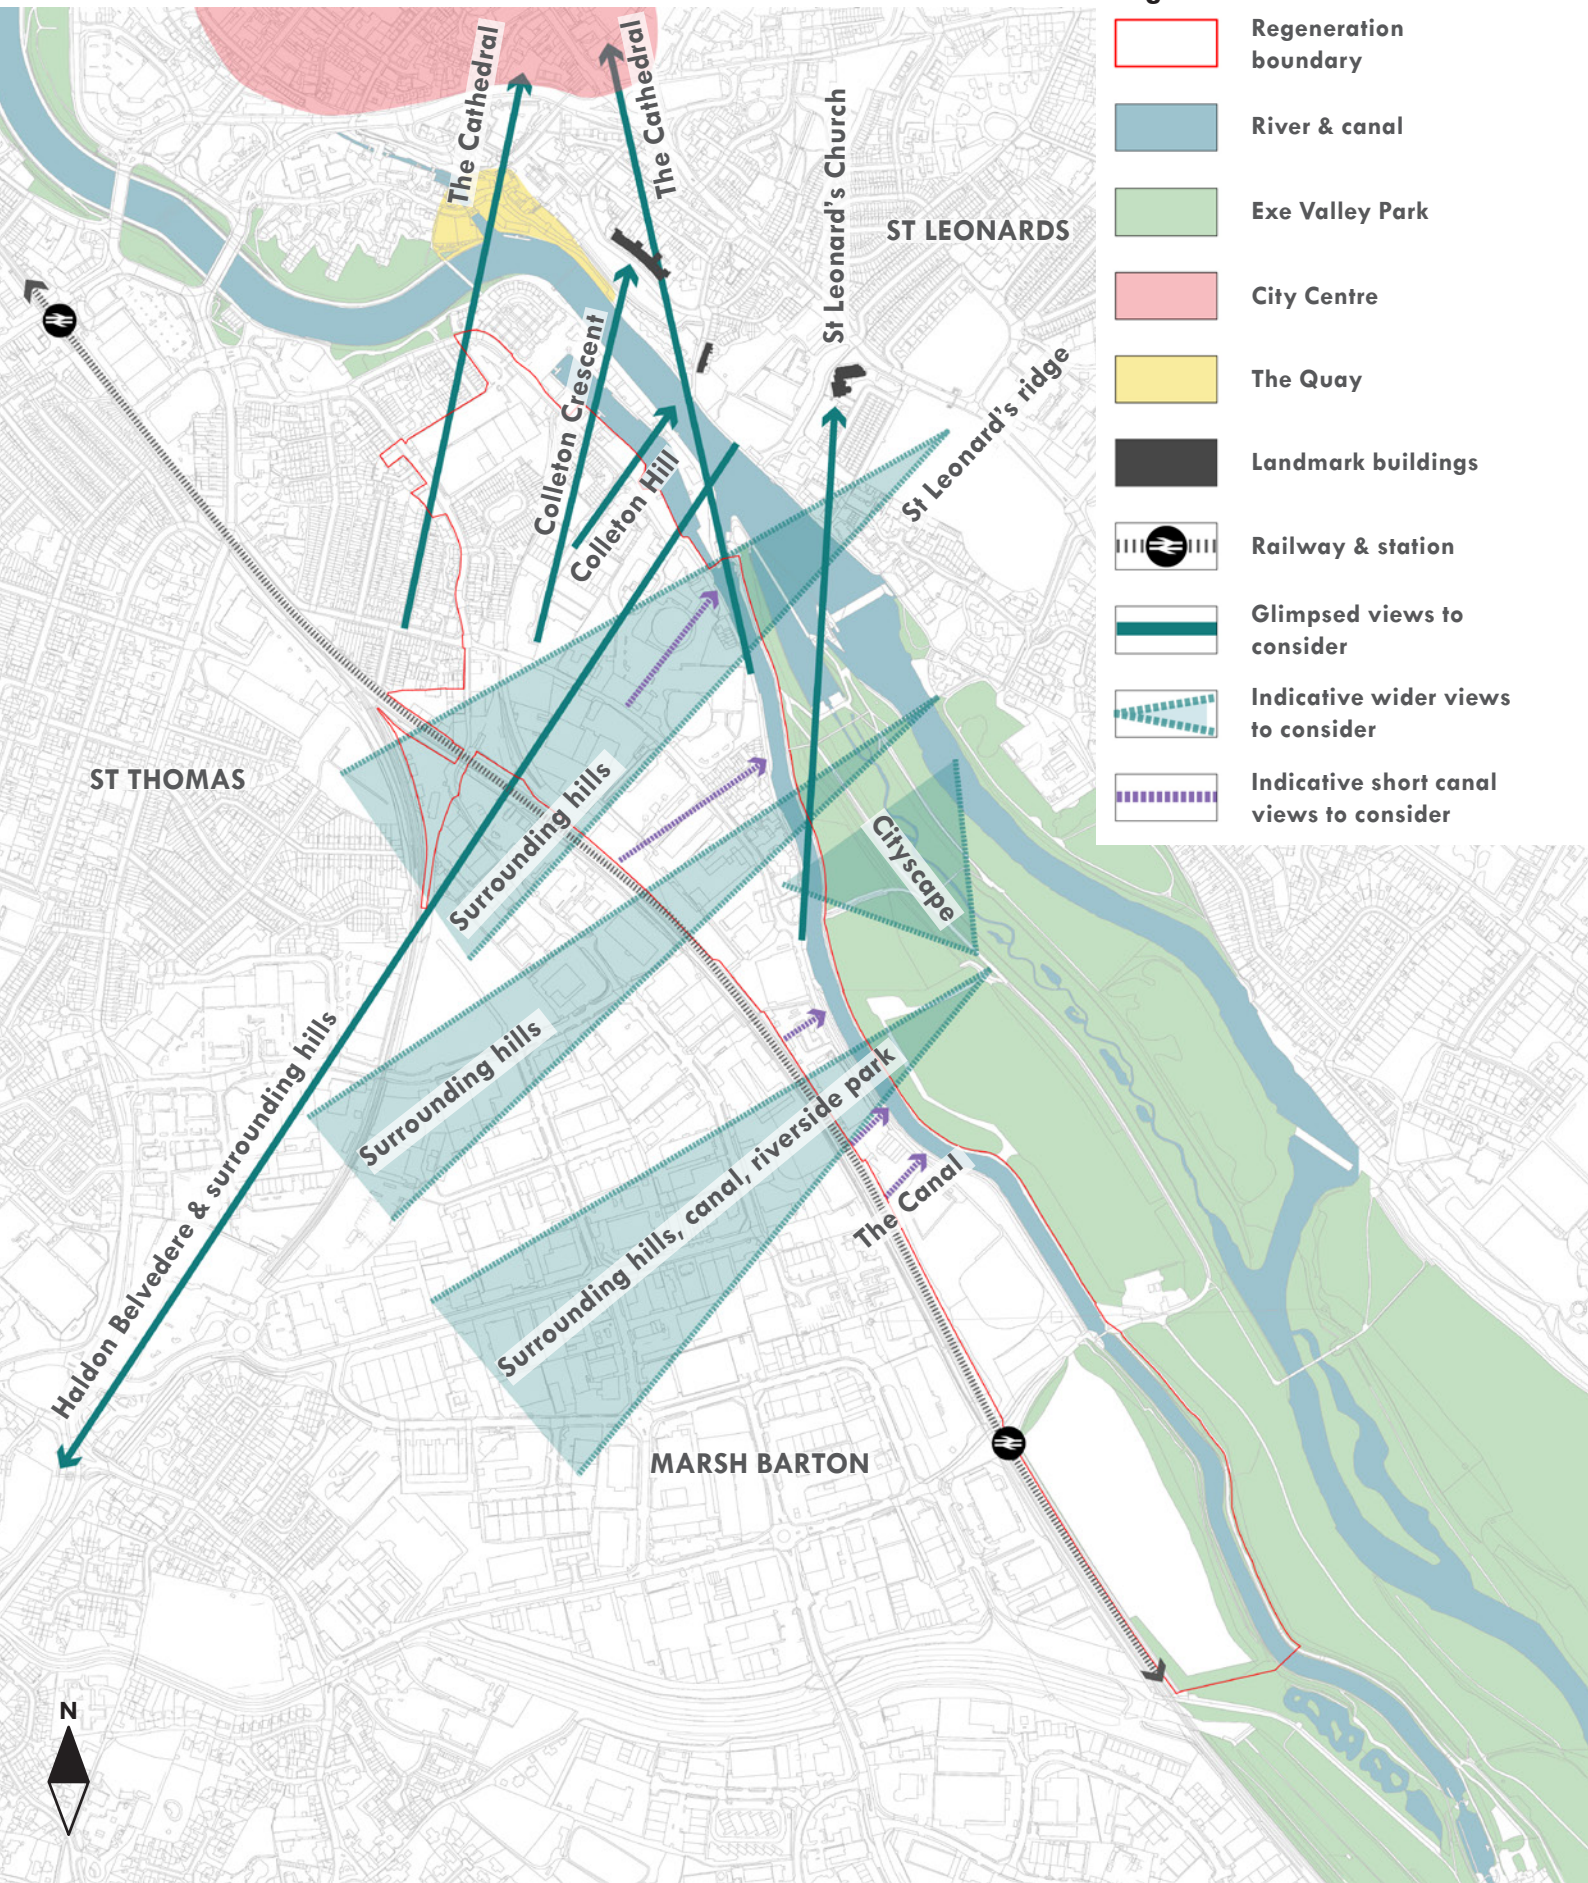 The Cathedral
The Cathedral
St Leonard's Church
ST LEONARDS
Colleton Crescent
Colleton Hill
St Leonard's ridge
ST THOMAS
Surrounding hills
Cityscape
Surrounding hills
Haldon Belvedere & surrounding hills
Surrounding hills, canal, riverside park
The Canal
MARSH BARTON
N
Regeneration
boundary
River & canal
Exe Valley Park
City Centre
The Quay
Landmark buildings
Railway & station
Glimpsed views to
consider
Indicative wider views
to consider
Indicative short canal
views to consider